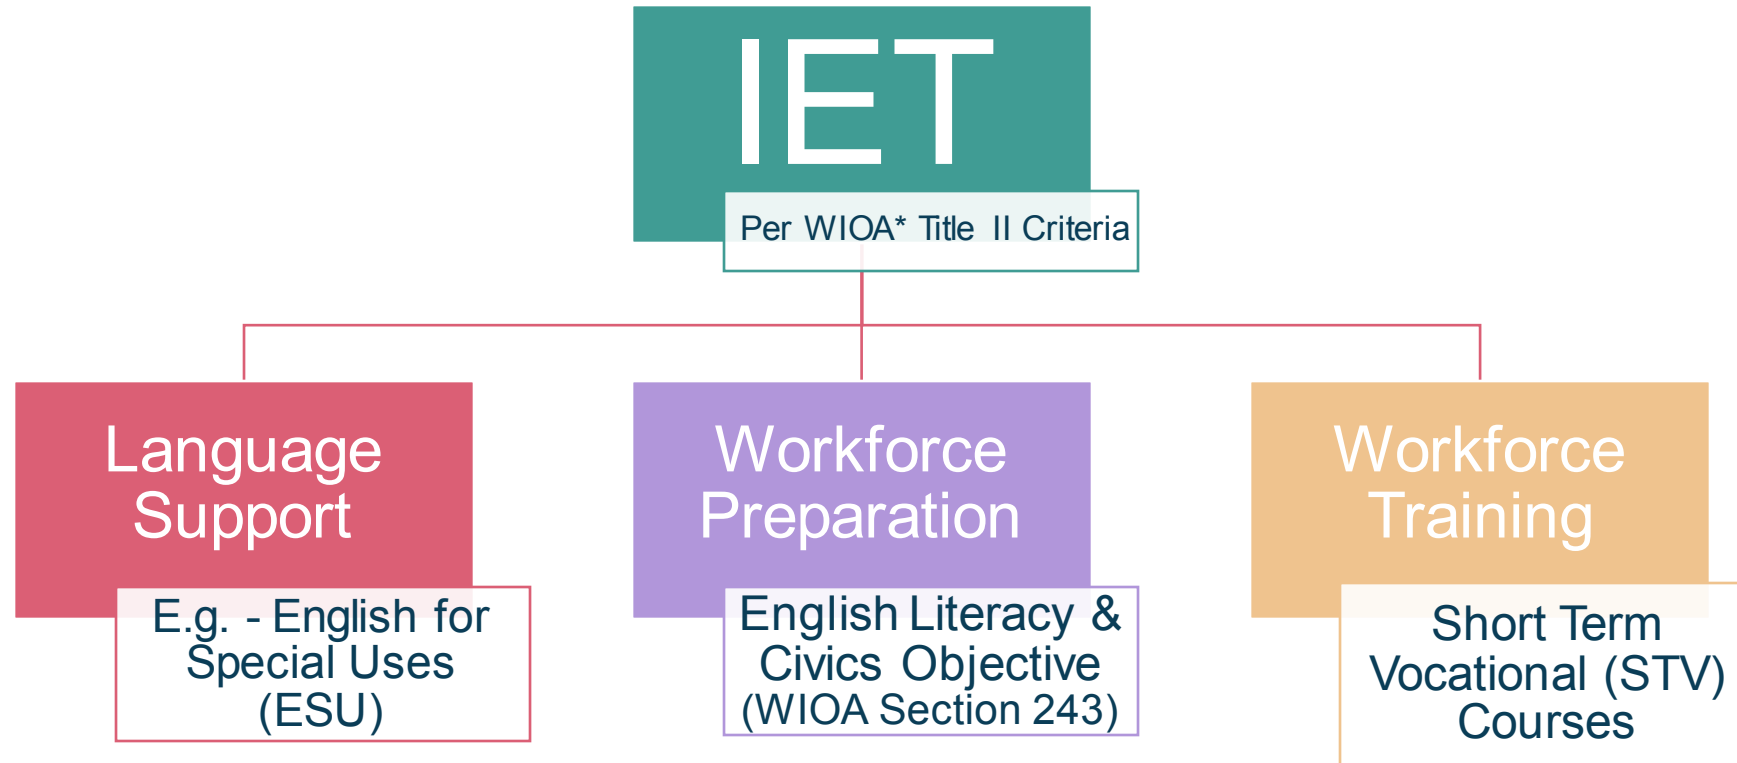 IET
Per WIOA* Title II Criteria
Language
Support
E.g. - English for
Special Uses
(ESU)
Workforce
Preparation
English Literacy &
Civics Objective
(WIOA Section 243)
Workforce
Training
Short Term
Vocational (STV)
Courses